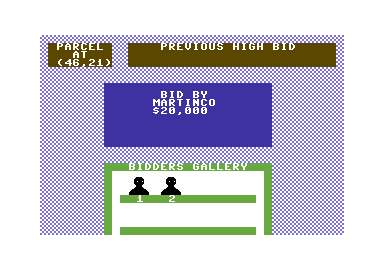 PARCEL
AT
(46,21)
PREVIOUS HIGH BID
BID BY
MARTINCO
$20,000
BIDDERS GALLERY
1 2